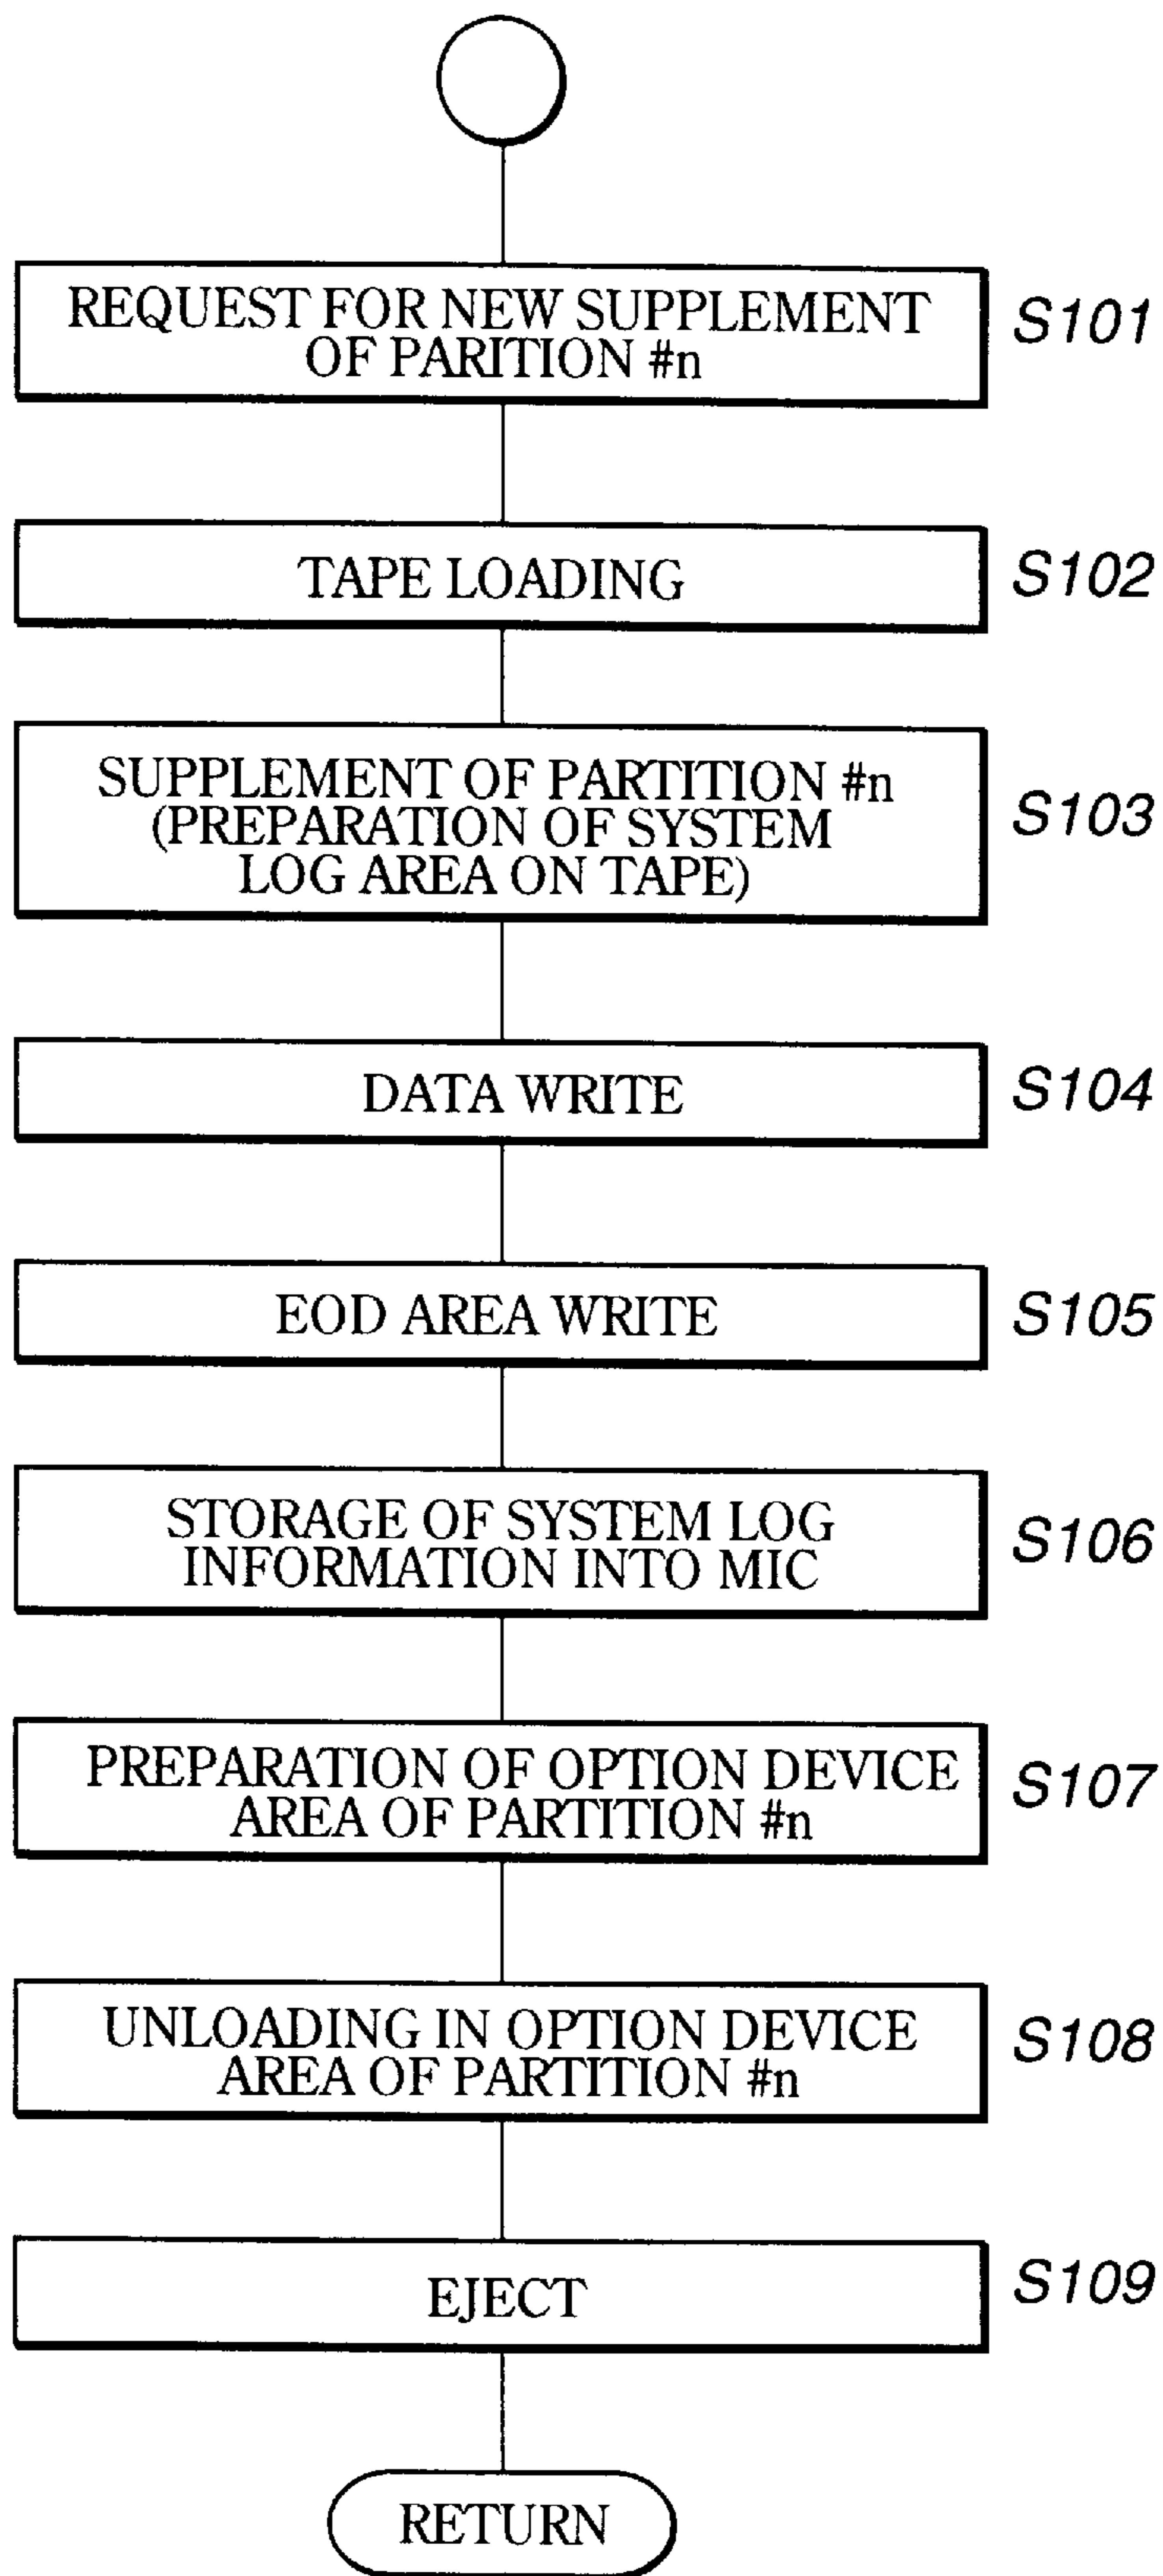 REQUEST FOR NEW SUPPLEMENT
OF PARITION #n
S101
TAPE LOADING
S102
SUPPLEMENT OF PARTITION #n
(PREPARATION OF SYSTEM
LOG AREA ON TAPE)
S103
DATA WRITE
S104
EOD AREA WRITE
S105
STORAGE OF SYSTEM LOG
INFORMATION INTO MIC
S106
PREPARATION OF OPTION DEVICE
AREA OF PARTITION #n
S107
UNLOADING IN OPTION DEVICE
AREA OF PARTITION #n
S108
EJECT
S109
RETURN